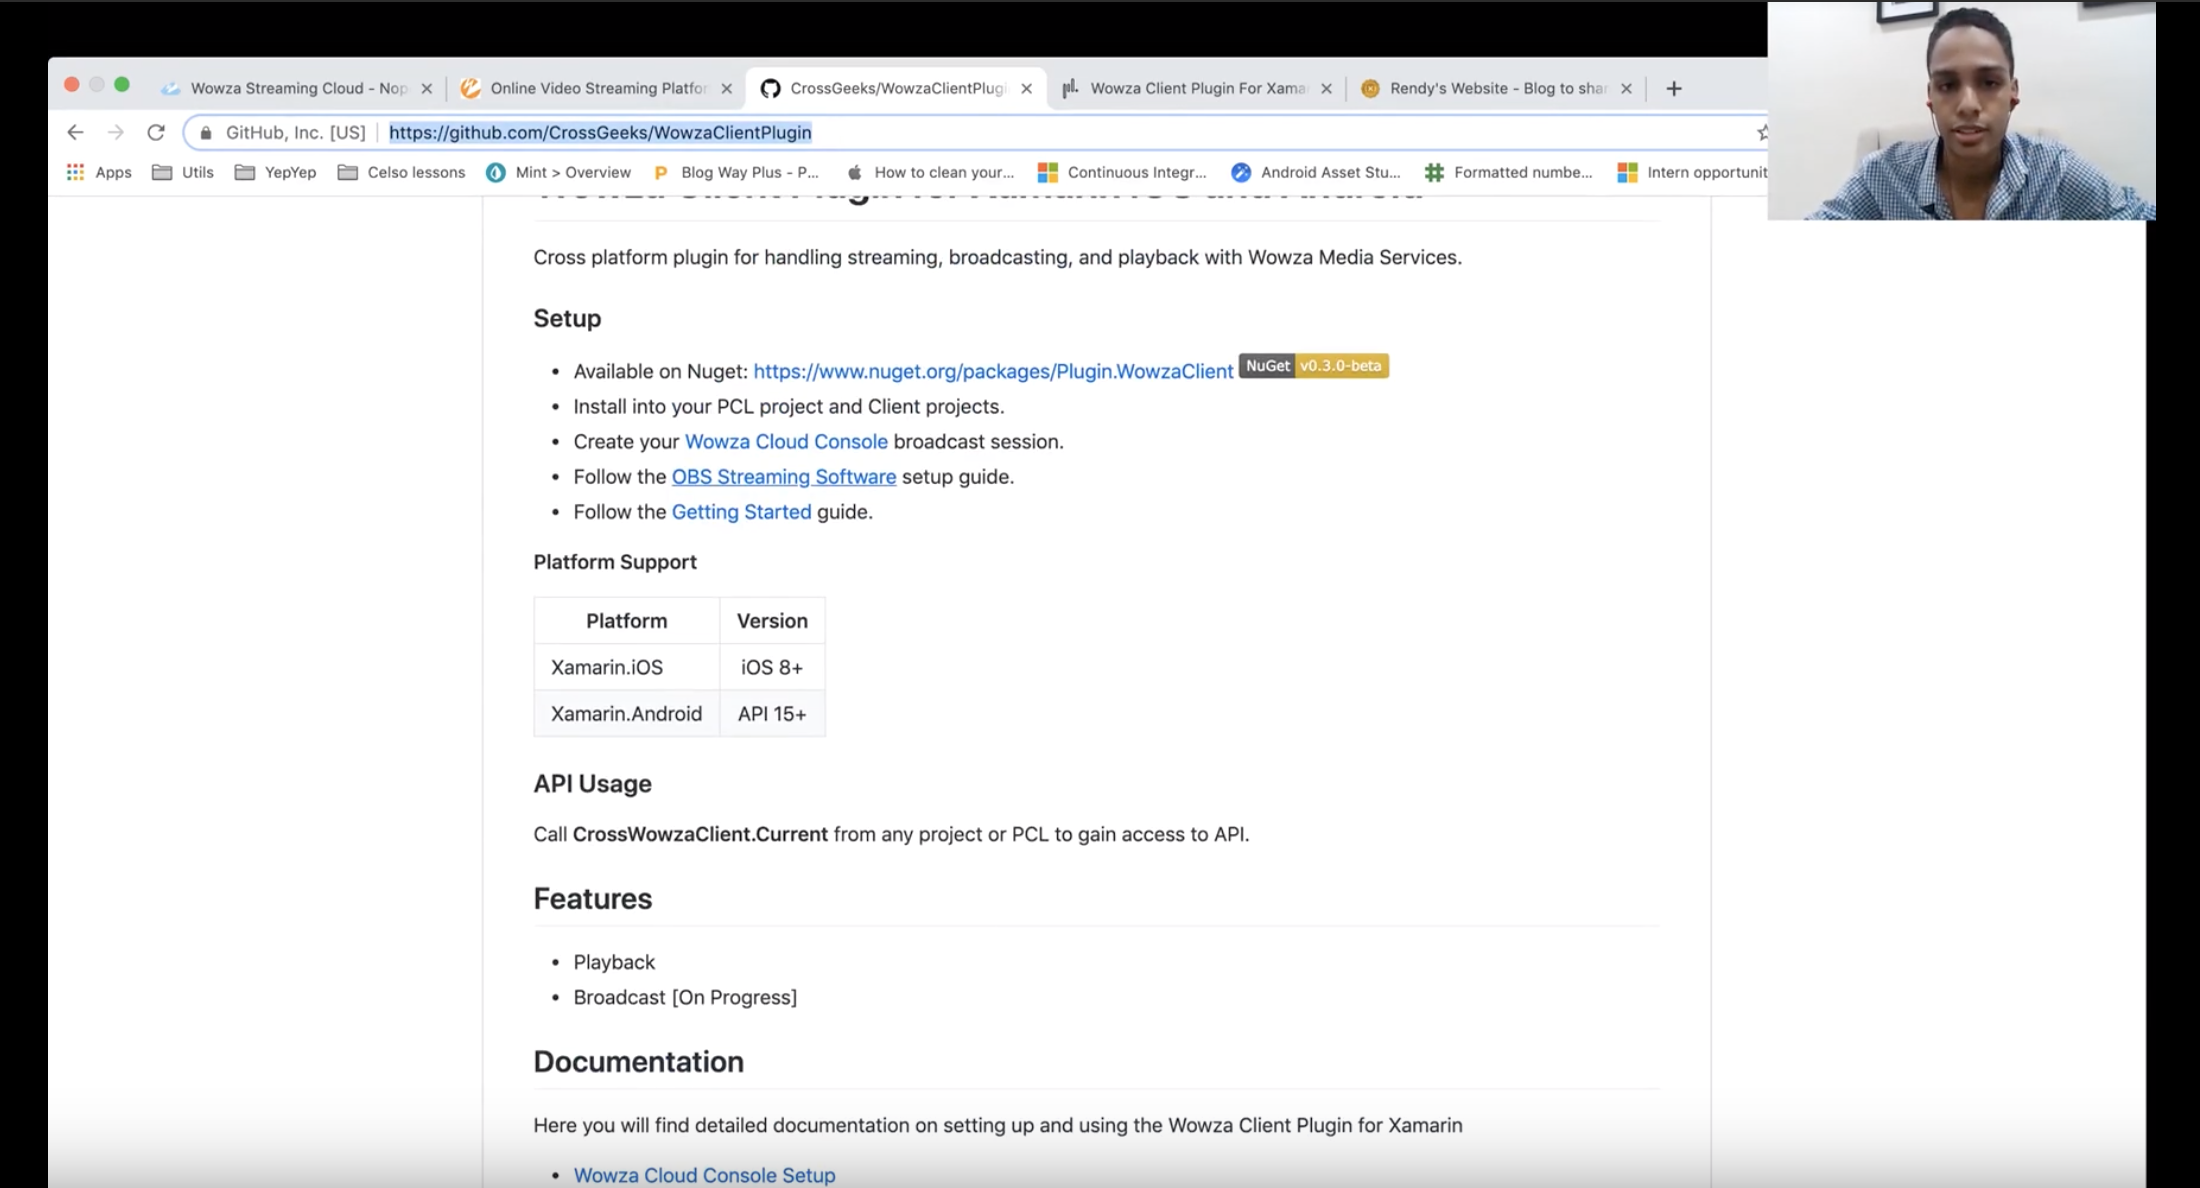 Wowza Streaming Cloud - Nop
Online Video Streaming Platfor
CrossGeeks/WowzaClientPlugi
Wowza Client Plugin For Xama
Rendy's Website - Blog to shar
GitHub, Inc. [US]
https://github.com/CrossGeeks/WowzaClientPlugin
Apps
Utils
YepYep
Celso lessons
Mint > Overview
Blog Way Plus - P...
How to clean your...
Continuous Integr...
Android Asset Stu...
Formatted numbe...
Intern opportunit
Wowza Client Plugin for Xamarin iOS and Android
Cross platform plugin for handling streaming, broadcasting, and playback with Wowza Media Services.
Setup
• Available on Nuget: https://www.nuget.org/packages/Plugin.WowzaClient NuGet v0.3.0-beta
• Install into your PCL project and Client projects.
• Create your Wowza Cloud Console broadcast session.
• Follow the OBS Streaming Software setup guide.
• Follow the Getting Started guide.
Platform Support
Platform Version
Xamarin.iOS iOS 8+
Xamarin.Android API 15+
API Usage
Call CrossWowzaClient.Current from any project or PCL to gain access to API.
Features
• Playback
• Broadcast [On Progress]
Documentation
Here you will find detailed documentation on setting up and using the Wowza Client Plugin for Xamarin
• Wowza Cloud Console Setup